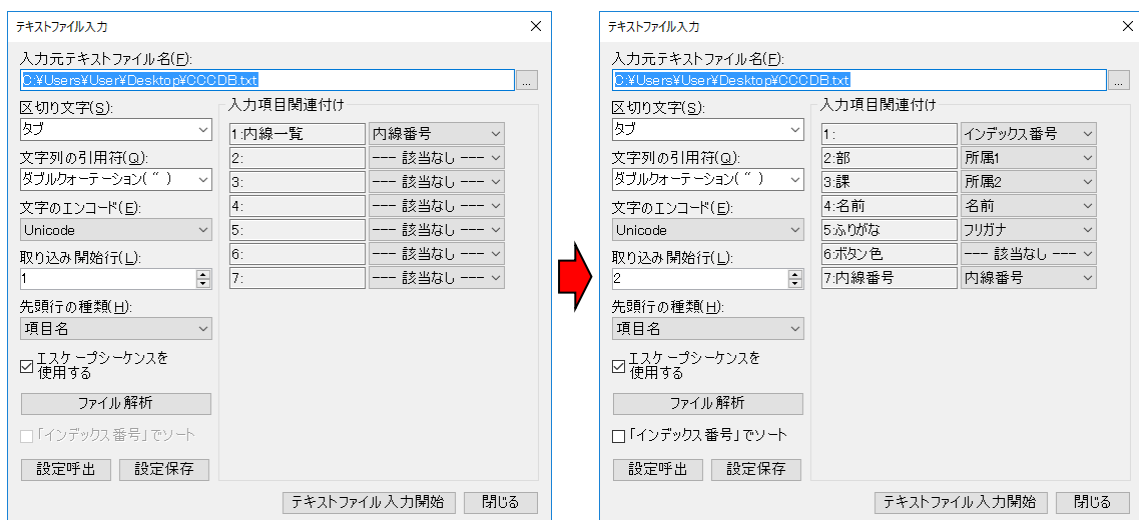 テキストファイル入力
入力元テキストファイル名(F):
C:¥Users¥User¥Desktop¥CCCDB.txt
...
区切り文字(S):
タブ
文字列の引用符(Q):
ダブルクォーテーション( “ )
文字のエンコード(E):
Unicode
取り込み開始行(L):
1
先頭行の種類(H):
項目名
エスケープシーケンスを
使用する
ファイル解析
「インデックス番号」でソート
設定呼出 設定保存
入力項目関連付け
1:内線一覧 内線番号
2: --- 該当なし ---
3: --- 該当なし ---
4: --- 該当なし ---
5: --- 該当なし ---
6: --- 該当なし ---
7: --- 該当なし ---
テキストファイル入力開始 閉じる
テキストファイル入力
入力元テキストファイル名(F):
C:¥Users¥User¥Desktop¥CCCDB.txt
...
区切り文字(S):
タブ
文字列の引用符(Q):
ダブルクォーテーション( “ )
文字のエンコード(E):
Unicode
取り込み開始行(L):
2
先頭行の種類(H):
項目名
エスケープシーケンスを
使用する
ファイル解析
「インデックス番号」でソート
設定呼出 設定保存
入力項目関連付け
1: インデックス番号
2:部 所属1
3:課 所属2
4:名前 名前
5:ふりがな フリガナ
6:ボタン色 --- 該当なし ---
7:内線番号 内線番号
テキストファイル入力開始 閉じる